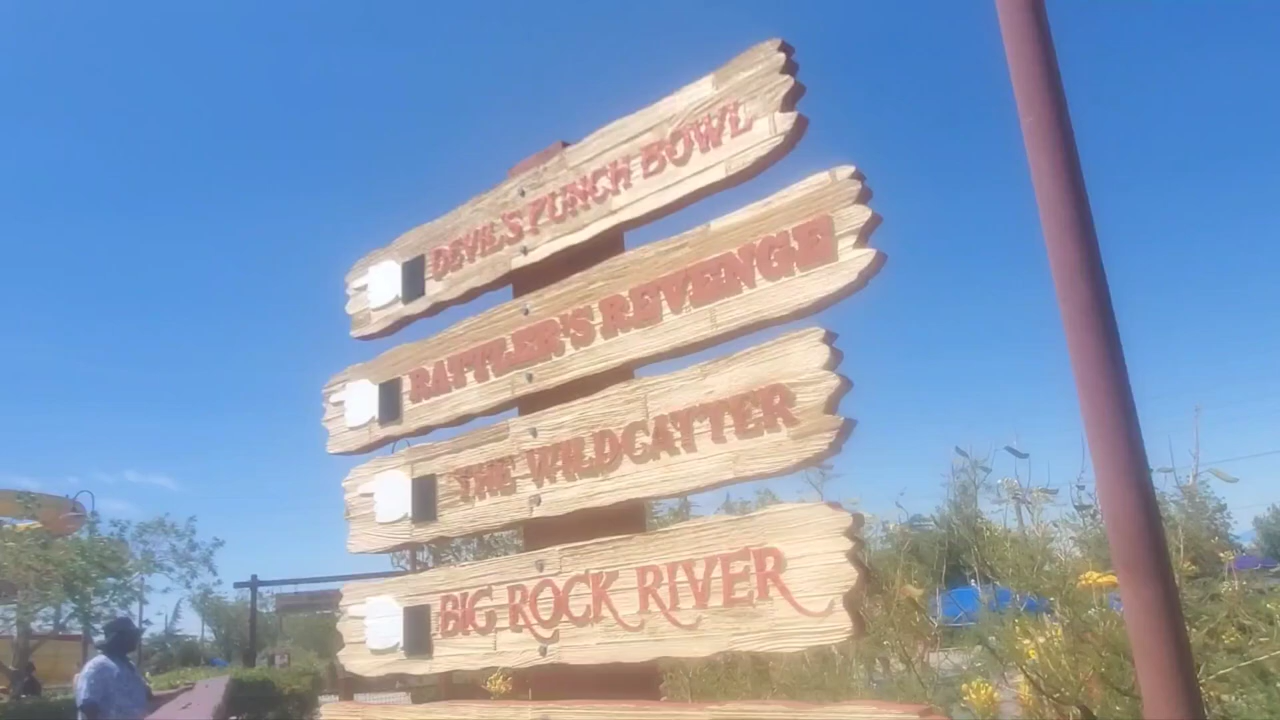 DEVIL'S PUNCH BOWL
RATTLER'S REVENGE
THE WILDCATTER
BIG ROCK RIVER